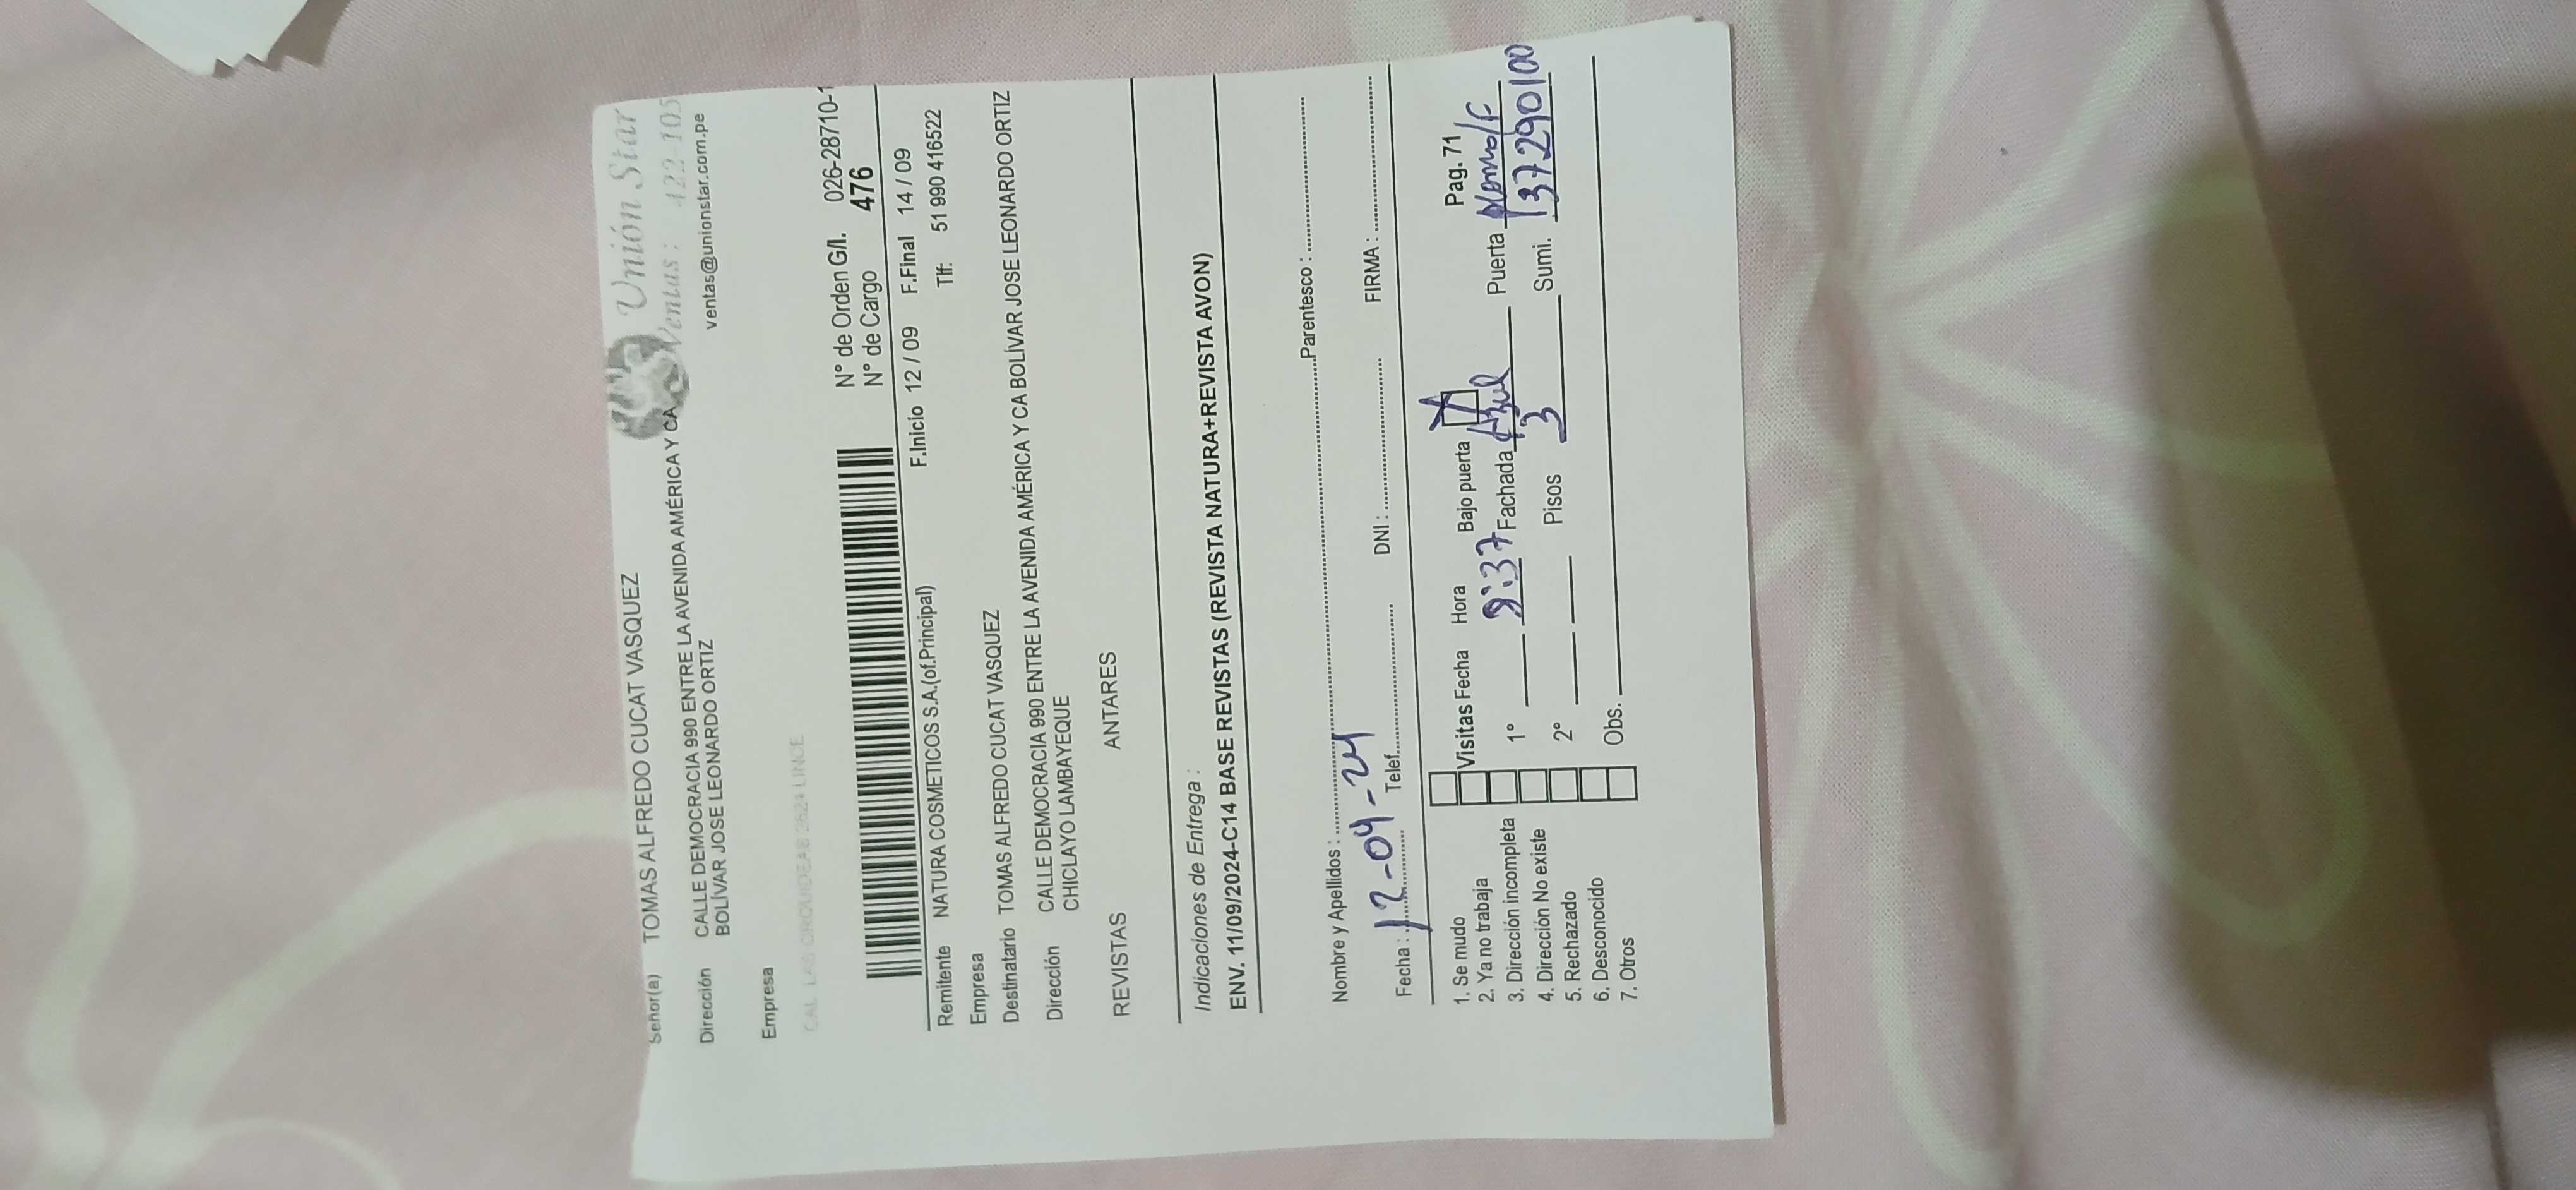 Unión Star
Señor(a) TOMAS ALFREDO CUCAT VASQUEZ
Ventas: 422-105
Dirección CALLE DEMOCRACIA 990 ENTRE LA AVENIDA AMÉRICA Y CA
BOLÍVAR JOSE LEONARDO ORTIZ
ventas@unionstar.com.pe
Empresa
N° de Orden G/I. 026-28710-1
N° de Cargo 476
F.Inicio 12 / 09 F.Final 14 / 09
Remitente NATURA COSMETICOS S.A.(of.Principal) Tlf: 51 990 416522
Empresa
Destinatario TOMAS ALFREDO CUCAT VASQUEZ
Dirección CALLE DEMOCRACIA 990 ENTRE LA AVENIDA AMÉRICA Y CA BOLÍVAR JOSE LEONARDO ORTIZ
CHICLAYO LAMBAYEQUE
REVISTAS ANTARES
Indicaciones de Entrega :
ENV. 11/09/2024-C14 BASE REVISTAS (REVISTA NATURA+REVISTA AVON)
Nombre y Apellidos : Parentesco :
Fecha : 12-09-24 Telef. DNI : FIRMA :
Visitas Fecha Hora Bajo puerta X Pag. 71
1° 9:37 Fachada Azul Puerta
2° Pisos 3 Sumi. 137290100
Obs.
1. Se mudo
2. Ya no trabaja
3. Dirección incompleta
4. Dirección No existe
5. Rechazado
6. Desconocido
7. Otros